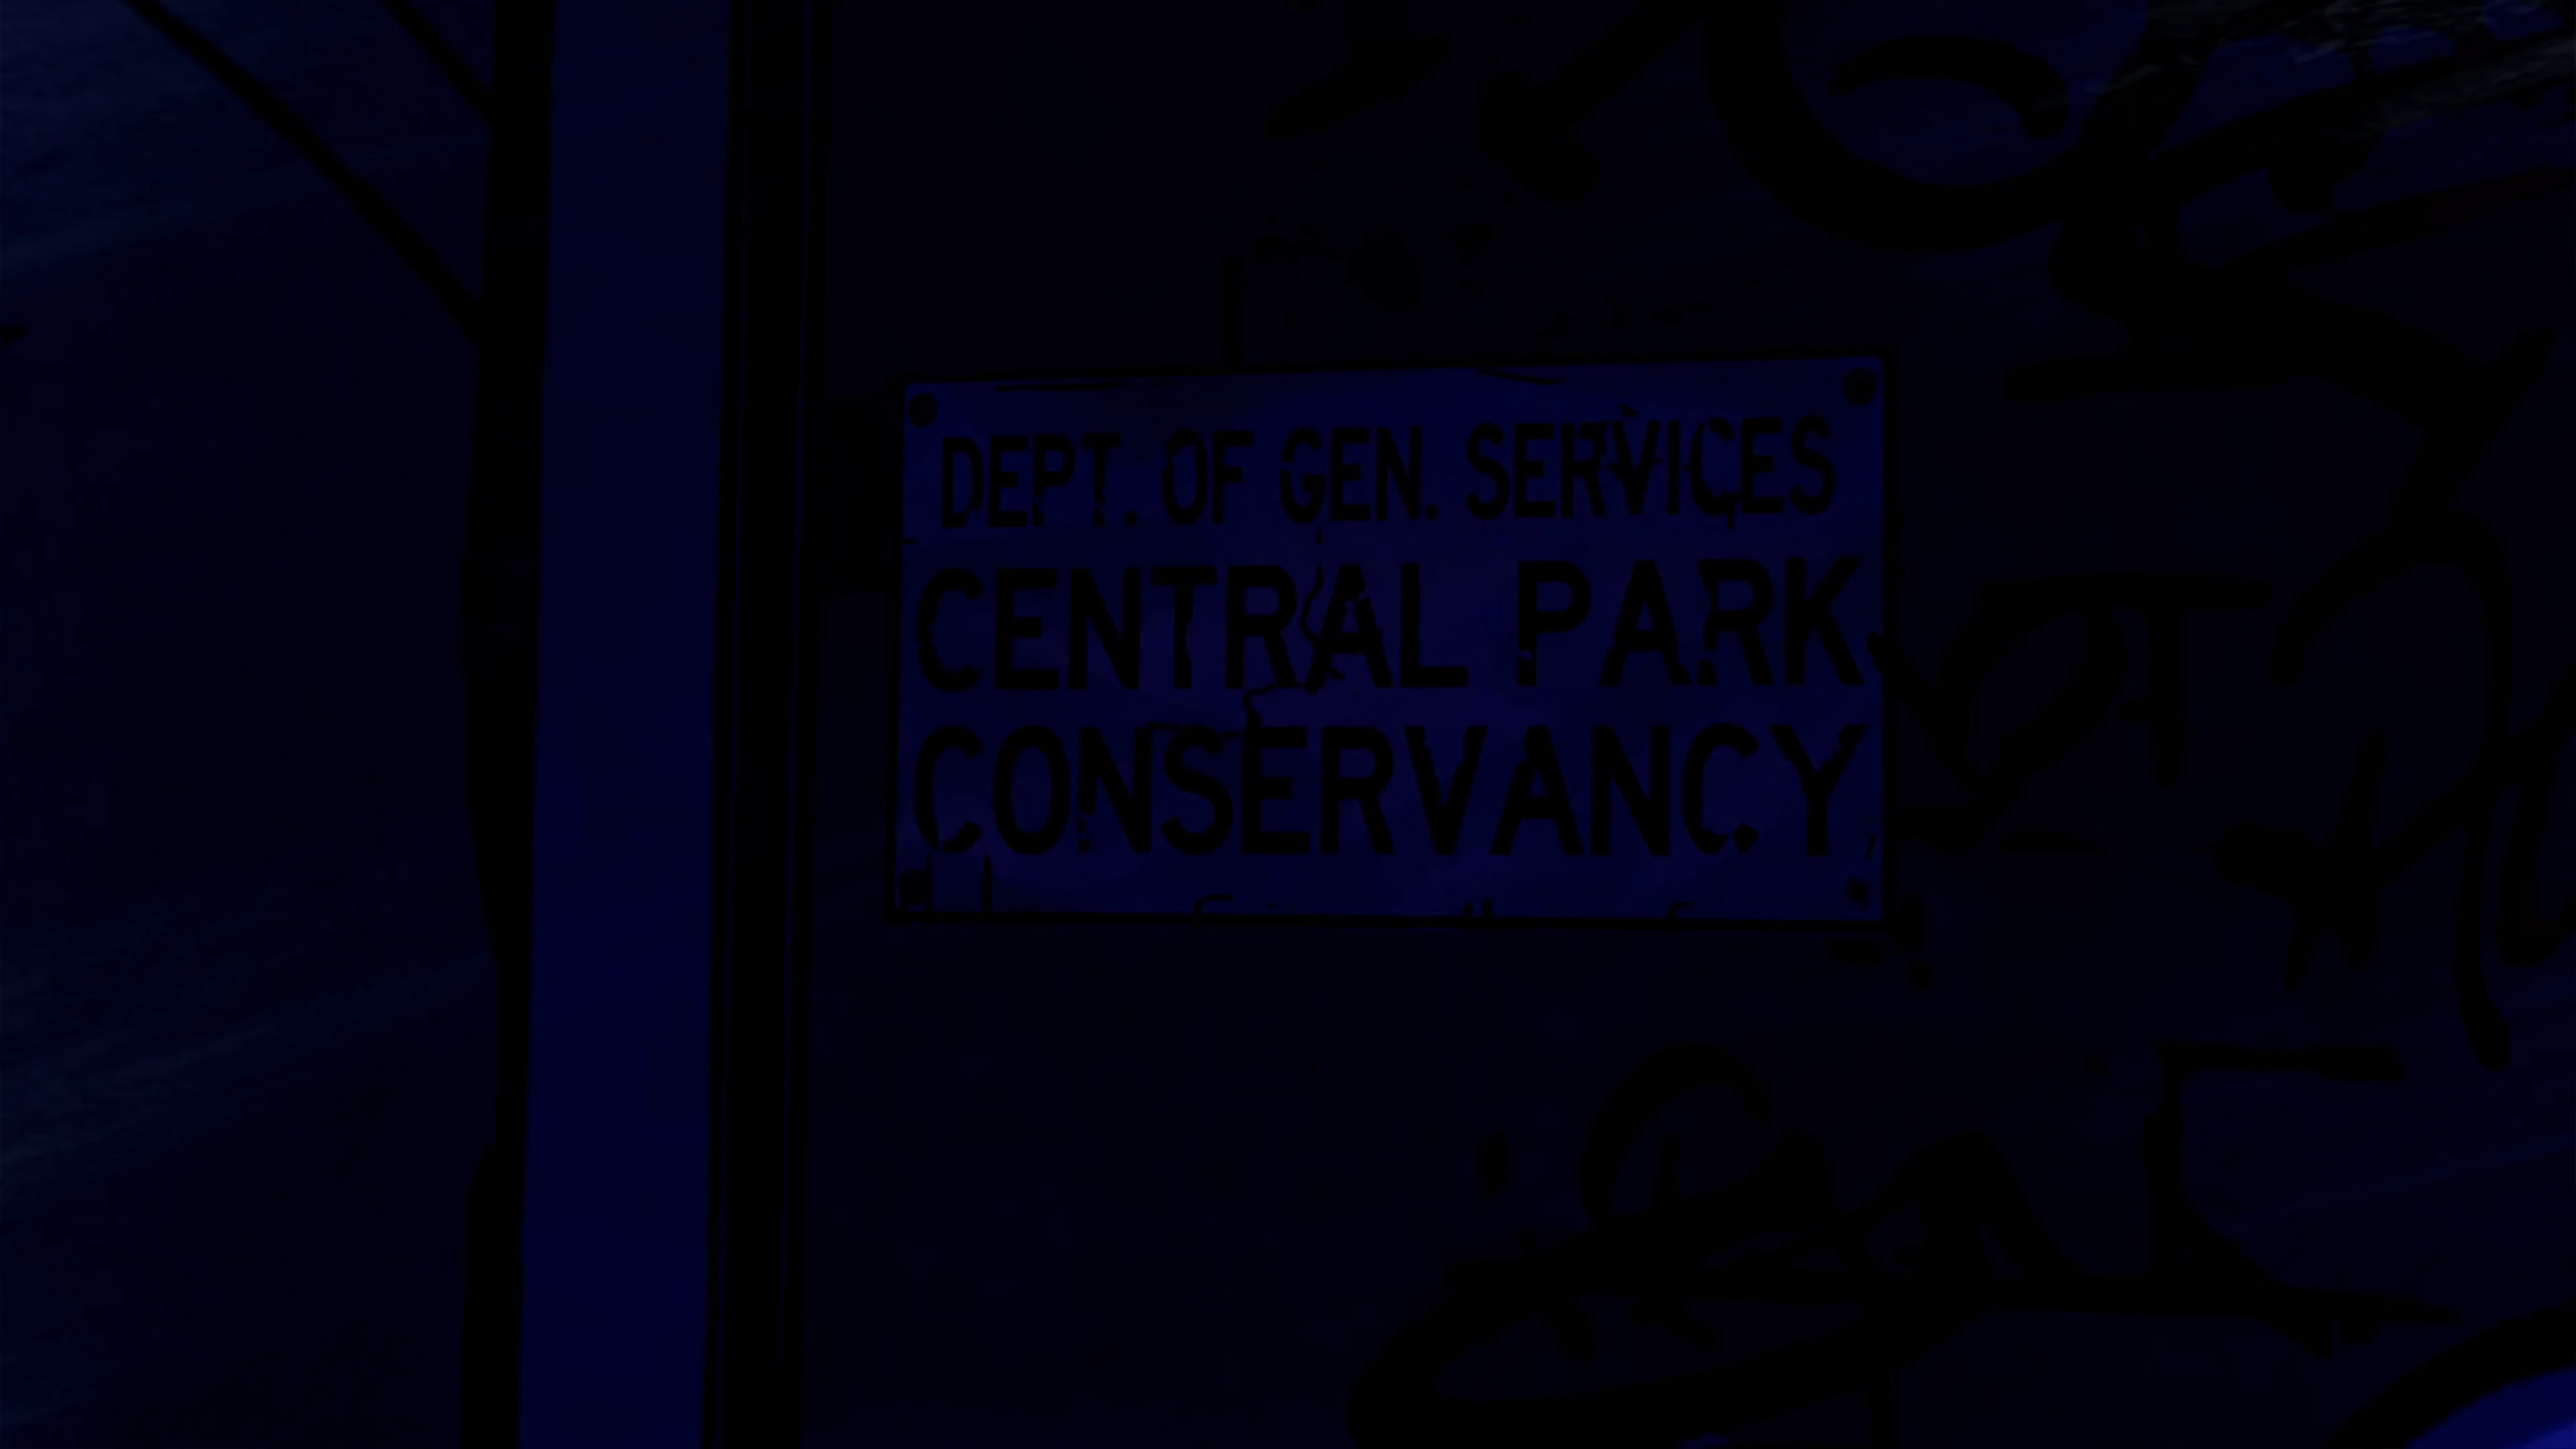 DEPT. OF GEN. SERVICES
CENTRAL PARK
CONSERVANCY